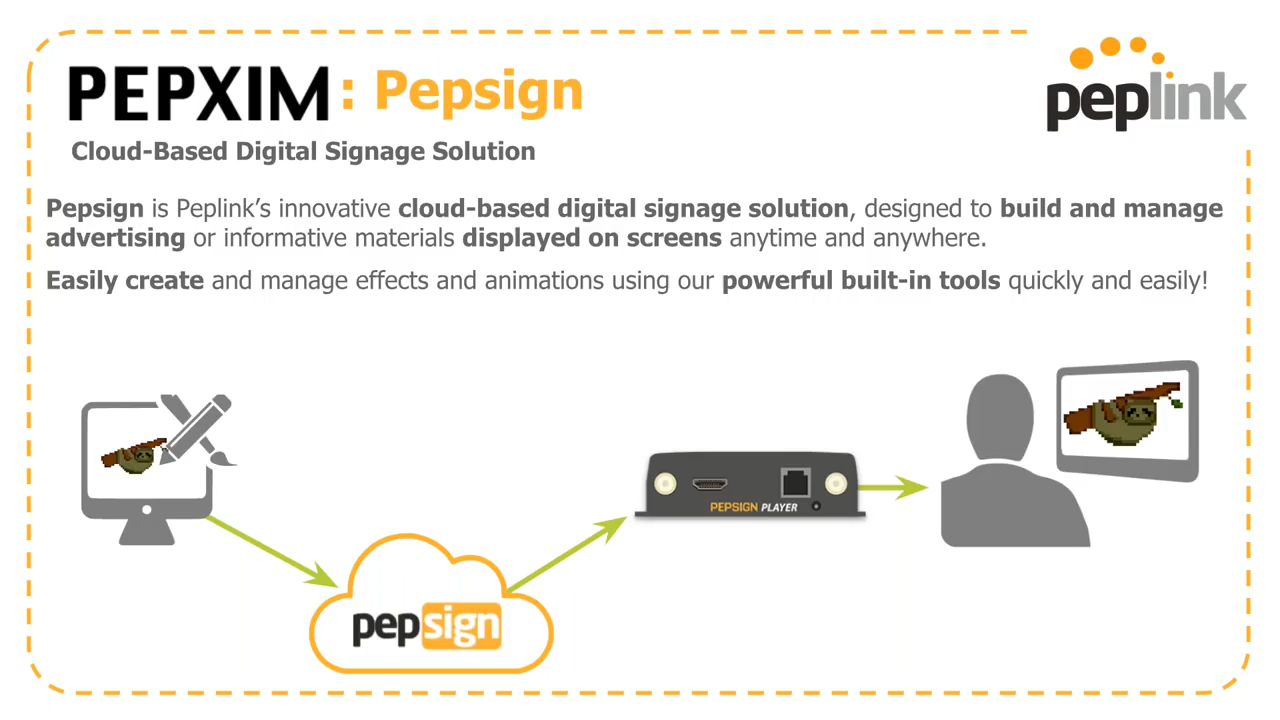 PEPXIM: Pepsign
peplink
Cloud-Based Digital Signage Solution
Pepsign is Peplink’s innovative cloud-based digital signage solution, designed to build and manage
advertising or informative materials displayed on screens anytime and anywhere.
Easily create and manage effects and animations using our powerful built-in tools quickly and easily!
PEPSIGN PLAYER
pepsign